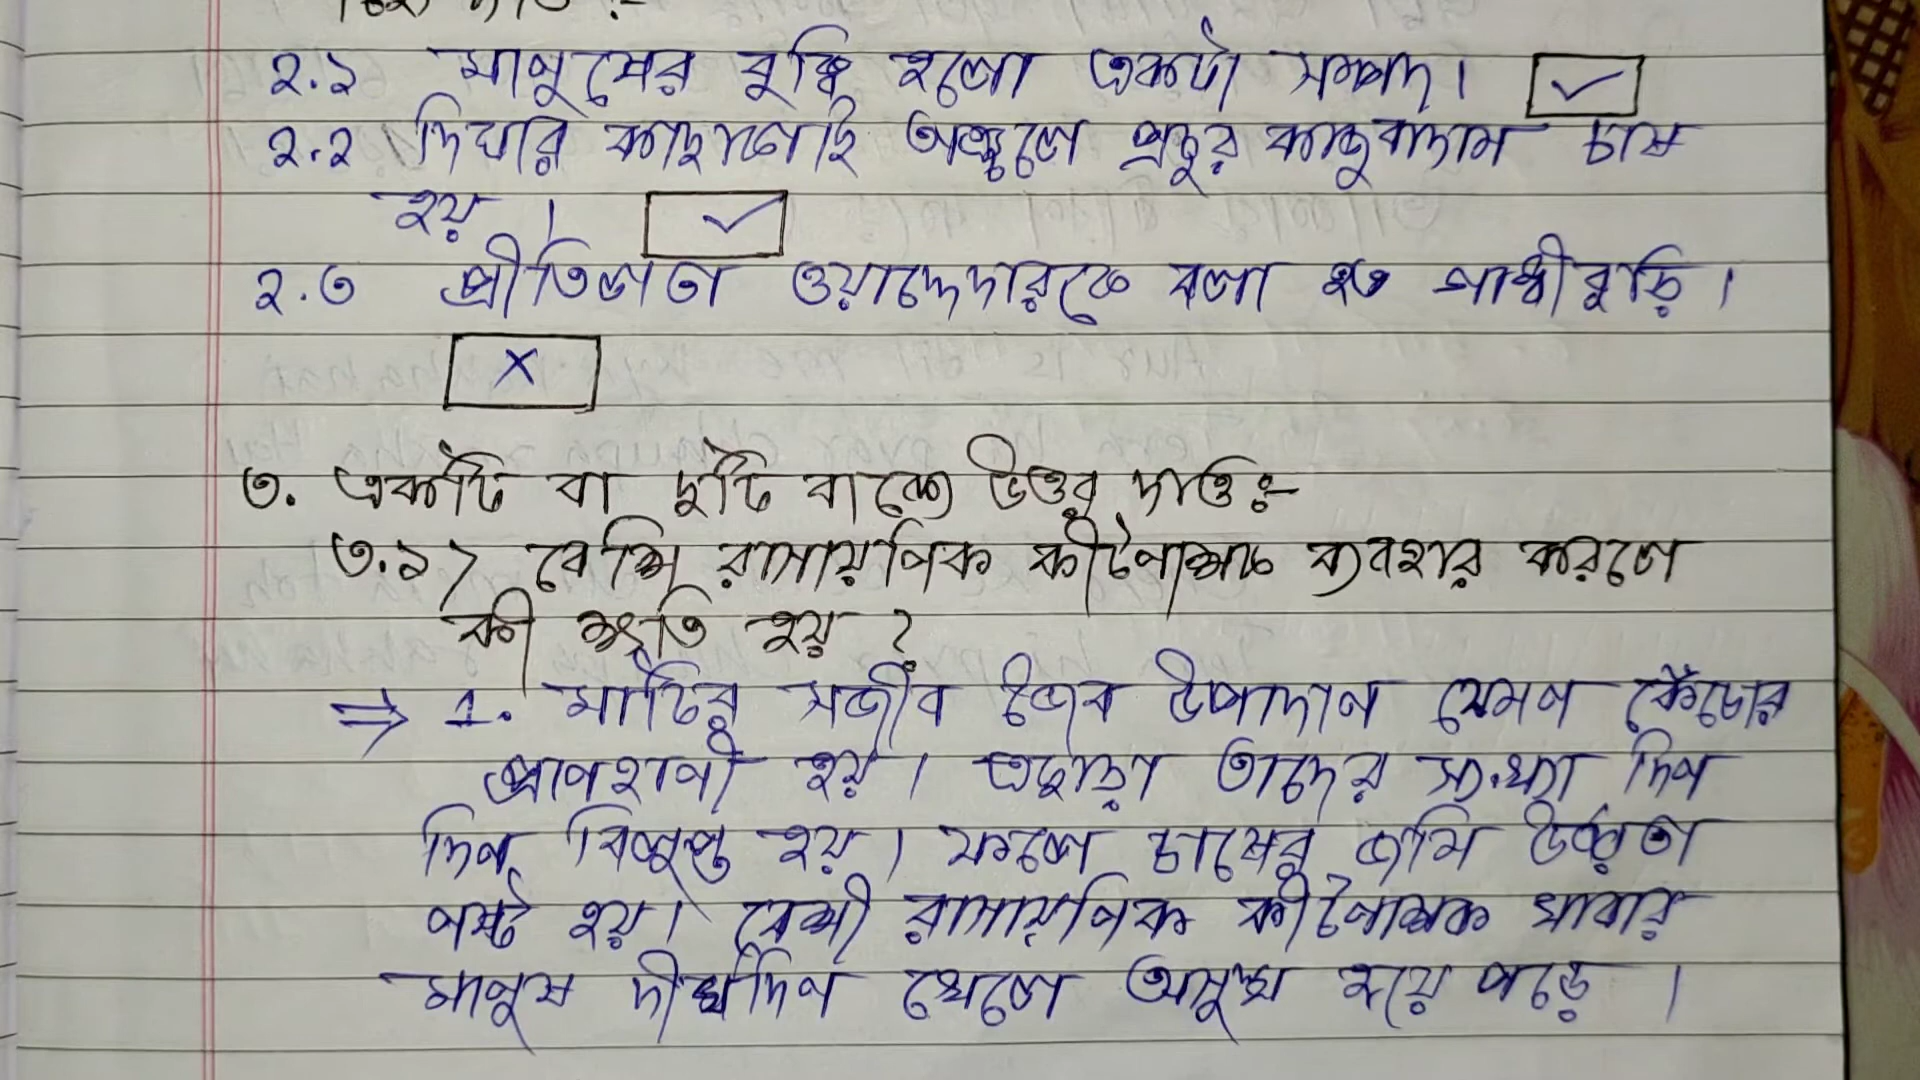 চিহ্ন দাও :-
২.১ মানুষের বুদ্ধি হলো একটা সম্পদ। ✓
২.২ দিঘার কাছাকাছি অঞ্চলে প্রচুর কাজুবাদাম চাষ
হয় । ✓
২.৩ প্রীতিলতা ওয়াদ্দেদারকে বলা হত গান্ধীবুড়ি।
×
৩. একটি বা দুটি বাক্যে উত্তর দাও:-
৩.১> বেশি রাসায়ণিক কীটনাশক ব্যবহার করলে
কী ক্ষতি হয় ?
⇒ 1. মাটির সজীব জৈব উপাদান যেমন কেঁচোর
প্রাণহানী হয়। এছাড়া তাদের সংখ্যা দিন
দিন বিলুপ্ত হয়। ফলে চাষের জমি উর্বরতা
নষ্ট হয়। বেশী রাসায়ণিক কীটনাশক খাবার
মানুষ দীর্ঘদিন খেলে অসুস্থ হয়ে পড়ে ।